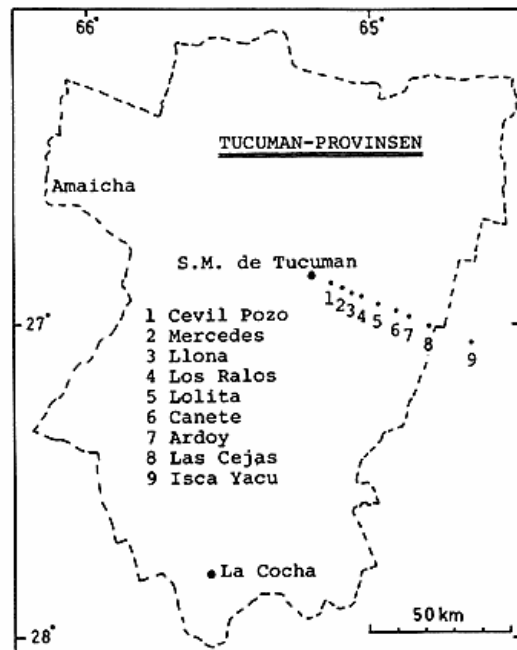 66°
65°
TUCUMAN-PROVINSEN
Amaicha
S.M. de Tucuman
1 2 3 4 5 6 7 8 9
27°
1 Cevil Pozo
2 Mercedes
3 Llona
4 Los Ralos
5 Lolita
6 Canete
7 Ardoy
8 Las Cejas
9 Isca Yacu
La Cocha
50 km
28°